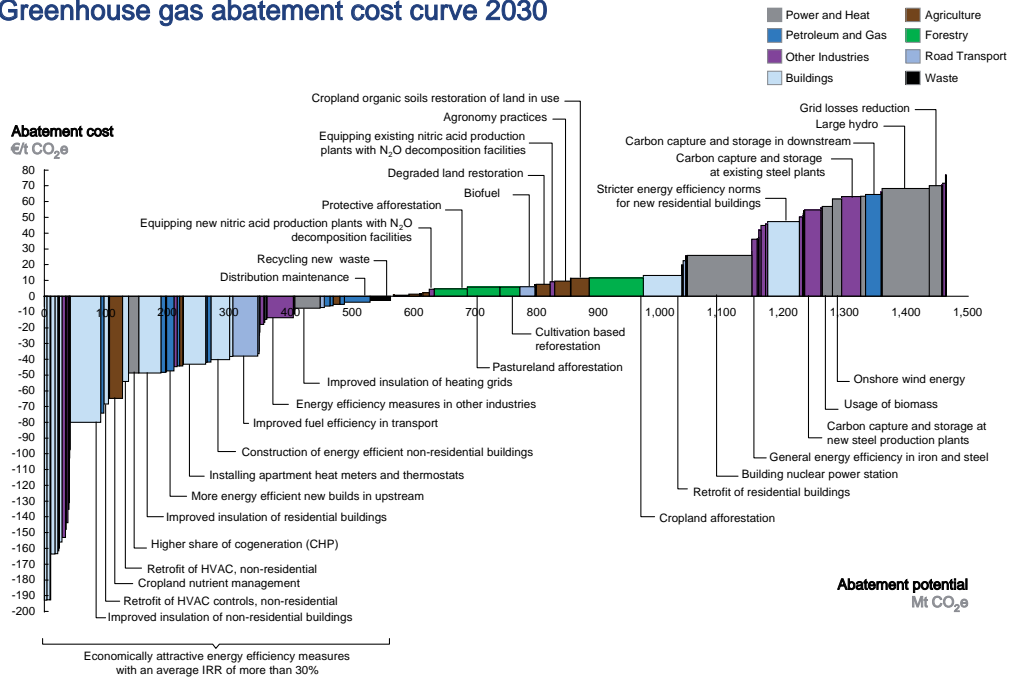 Greenhouse gas abatement cost curve 2030
Power and Heat
Petroleum and Gas
Other Industries
Buildings
Agriculture
Forestry
Road Transport
Waste
Abatement cost
€/t CO2e
80
70
60
50
40
30
20
10
0
-10
-20
-30
-40
-50
-60
-70
-80
-90
-100
-110
-120
-130
-140
-150
-160
-170
-180
-190
-200
0
100
200
300
400
500
600
700
800
900
1,000
1,100
1,200
1,300
1,400
1,500
Cropland organic soils restoration of land in use
Agronomy practices
Equipping existing nitric acid production
plants with N2O decomposition facilities
Degraded land restoration
Biofuel
Protective afforestation
Equipping new nitric acid production plants with N2O
decomposition facilities
Recycling new waste
Distribution maintenance
Grid losses reduction
Large hydro
Carbon capture and storage in downstream
Carbon capture and storage
at existing steel plants
Stricter energy efficiency norms
for new residential buildings
Cultivation based
reforestation
Pastureland afforestation
Improved insulation of heating grids
Energy efficiency measures in other industries
Improved fuel efficiency in transport
Construction of energy efficient non-residential buildings
Installing apartment heat meters and thermostats
More energy efficient new builds in upstream
Improved insulation of residential buildings
Higher share of cogeneration (CHP)
Retrofit of HVAC, non-residential
Cropland nutrient management
Retrofit of HVAC controls, non-residential
Improved insulation of non-residential buildings
Onshore wind energy
Usage of biomass
Carbon capture and storage at
new steel production plants
General energy efficiency in iron and steel
Building nuclear power station
Retrofit of residential buildings
Cropland afforestation
Abatement potential
Mt CO2e
Economically attractive energy efficiency measures
with an average IRR of more than 30%